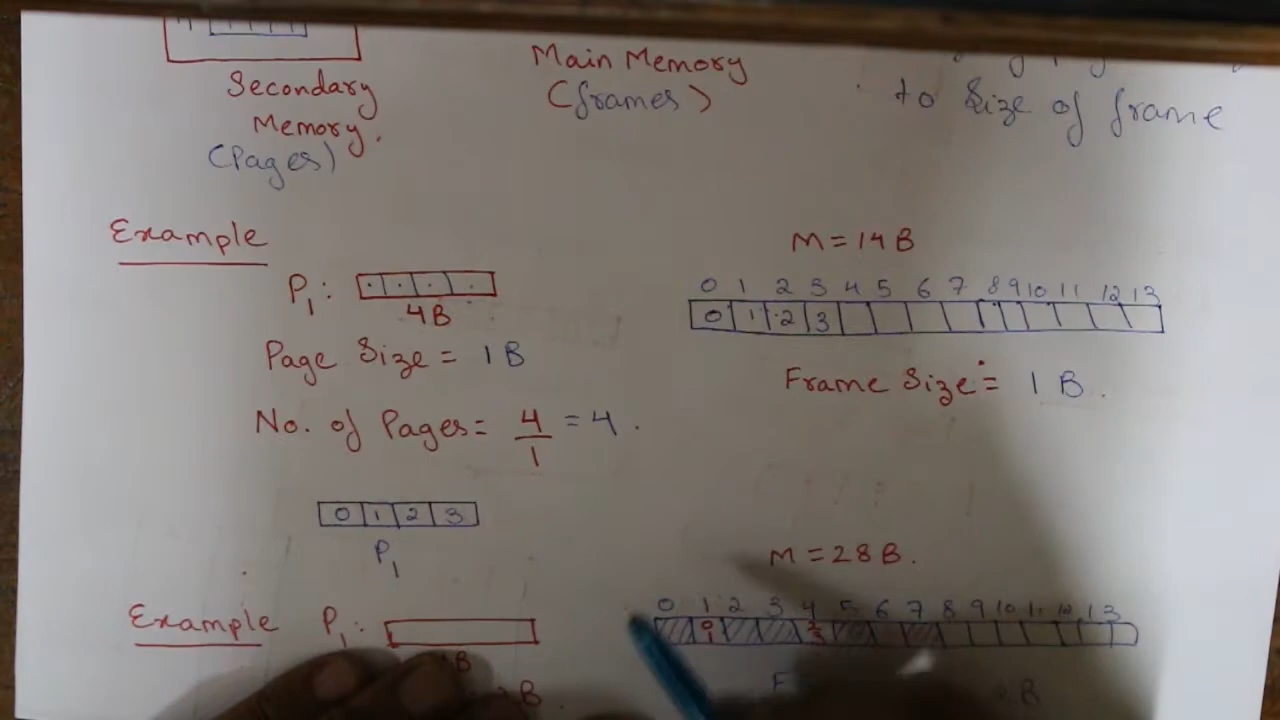 Secondary
Memory.
(Pages)
Main Memory
(frames)
to Size of frame
Example
P1:
4B
Page Size = 1B
No. of Pages = 4/1 = 4.
0 1 2 3
P1
M = 14B
0 1 2 3 4 5 6 7 8 9 10 11 12 13
0 1 2 3
Frame Size = 1B.
Example P1:
B
B.
M = 28B.
0 1 2 3 4 5 6 7 8 9 10 11 12 13
F
B